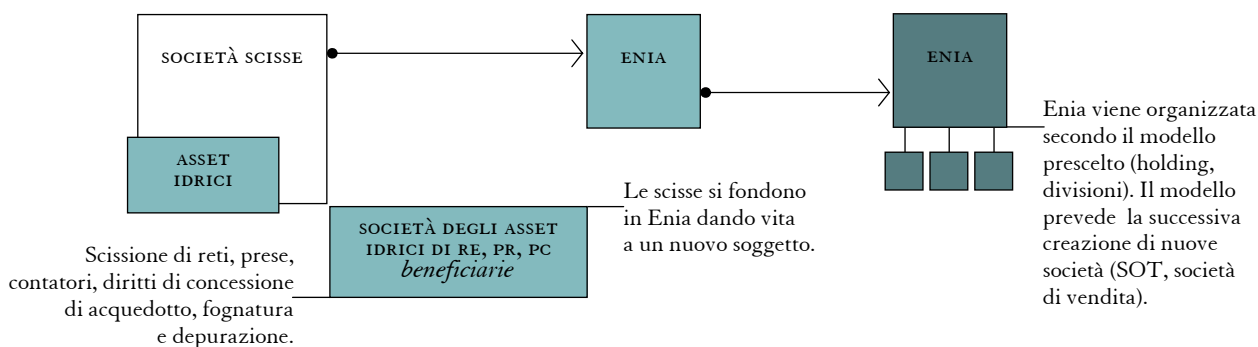 SOCIETÀ SCISSE
ASSET
IDRICI
Scissione di reti, prese,
contatori, diritti di concessione
di acquedotto, fognatura
e depurazione.
SOCIETÀ DEGLI ASSET
IDRICI DI RE, PR, PC
beneficiarie
ENIA
Le scisse si fondono
in Enia dando vita
a un nuovo soggetto.
ENIA
Enia viene organizzata
secondo il modello
prescelto (holding,
divisioni). Il modello
prevede la successiva
creazione di nuove
società (SOT, società
di vendita).